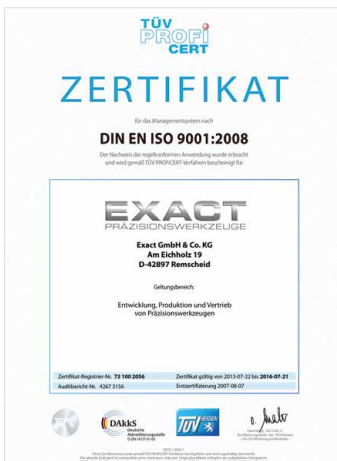 TÜV
PROFI
CERT
ZERTIFIKAT
für das Managementsystem nach
DIN EN ISO 9001:2008
Der Nachweis der regelkonformen Anwendung wurde erbracht
und wird gemäß TÜV PROFICERT-Verfahren bescheinigt für
EXACT
PRÄZISIONSWERKZEUGE
Exact GmbH & Co. KG
Am Eichholz 19
D-42897 Remscheid
Geltungsbereich:
Entwicklung, Produktion und Vertrieb
von Präzisionswerkzeugen
Zertifikat-Registrier-Nr. 73 100 2056
Zertifikat gültig von 2013-07-22 bis 2016-07-21
Auditbericht-Nr. 4267 3156
Erstzertifizierung 2007-08-07
DAkkS
Deutsche
Akkreditierungsstelle
TÜV HESSEN